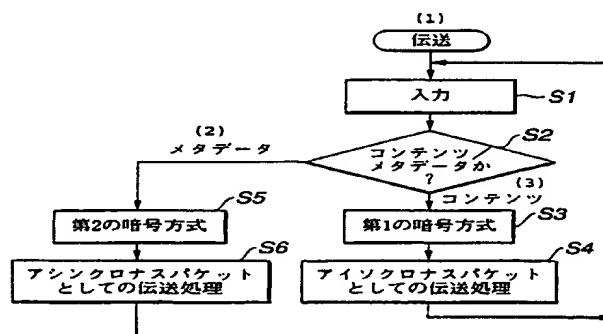 (1)
伝送
入力
S1
S2
コンテンツ
メタデータか
?
(2)
メタデータ
(3)
コンテンツ
S5
第2の暗号方式
S3
第1の暗号方式
S6
アシンクロナスパケット
としての伝送処理
S4
アイソクロナスパケット
としての伝送処理